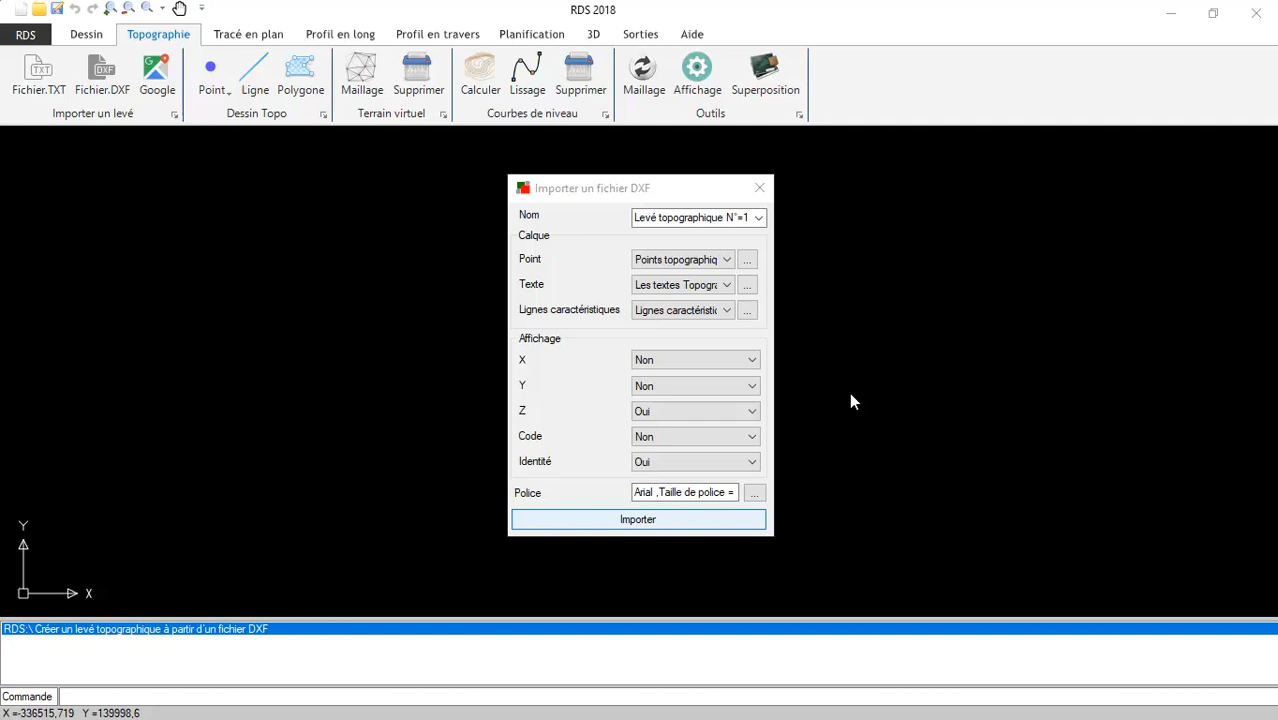 RDS 2018
RDS Dessin Topographie Tracé en plan Profil en long Profil en travers Planification 3D Sorties Aide
TXT DXF
Fichier.TXT Fichier.DXF Google Point Ligne Polygone Maillage Supprimer Calculer Lissage Supprimer Maillage Affichage Superposition
Importer un levé Dessin Topo Terrain virtuel Courbes de niveau Outils
Importer un fichier DXF
Nom Levé topographique N°=1
Calque
Point Points topographiq ...
Texte Les textes Topogra ...
Lignes caractéristiques Lignes caractéristic ...
Affichage
X Non
Y Non
Z Oui
Code Non
Identité Oui
Police Arial ,Taille de police = ...
Importer
Y
X
RDS:\ Créer un levé topographique à partir d'un fichier DXF
Commande
X =-336515,719 Y =139998,6